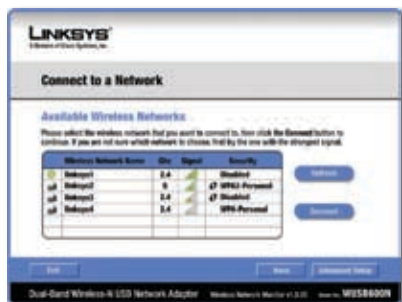 LINKSYS
A Division of Cisco Systems, Inc.
Connect to a Network
Available Wireless Networks
Please select the wireless network that you want to connect to, then click the Connect button to
continue. If you are not sure which network to choose, first try the one with the strongest signal.
Wireless Network Name Ghz Signal Security
linksys1 2.4 Disabled
linksys2 5 WPA2-Personal
linksys3 2.4 Disabled
linksys4 2.4 WPA-Personal
Refresh
Connect
Exit
Back Advanced Setup
Dual-Band Wireless-N USB Network Adapter Wireless Network Monitor WUSB600N